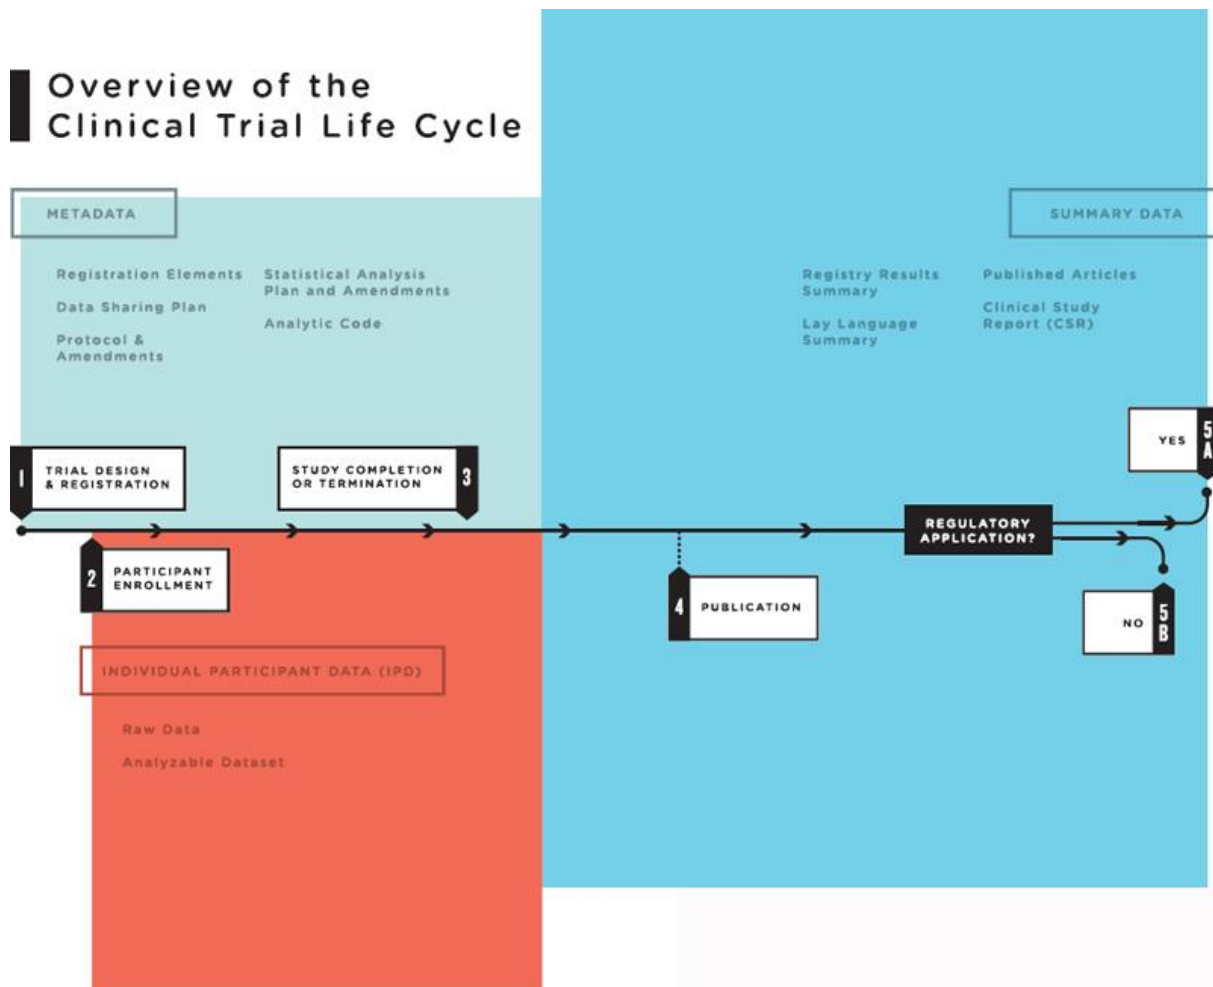 Overview of the
Clinical Trial Life Cycle
METADATA
Registration Elements
Data Sharing Plan
Protocol &
Amendments
Statistical Analysis
Plan and Amendments
Analytic Code
SUMMARY DATA
Registry Results
Summary
Lay Language
Summary
Published Articles
Clinical Study
Report (CSR)
1
TRIAL DESIGN
& REGISTRATION
STUDY COMPLETION
OR TERMINATION
3
2
PARTICIPANT
ENROLLMENT
4
PUBLICATION
REGULATORY
APPLICATION?
YES
5
A
NO
5
B
INDIVIDUAL PARTICIPANT DATA (IPD)
Raw Data
Analyzable Dataset